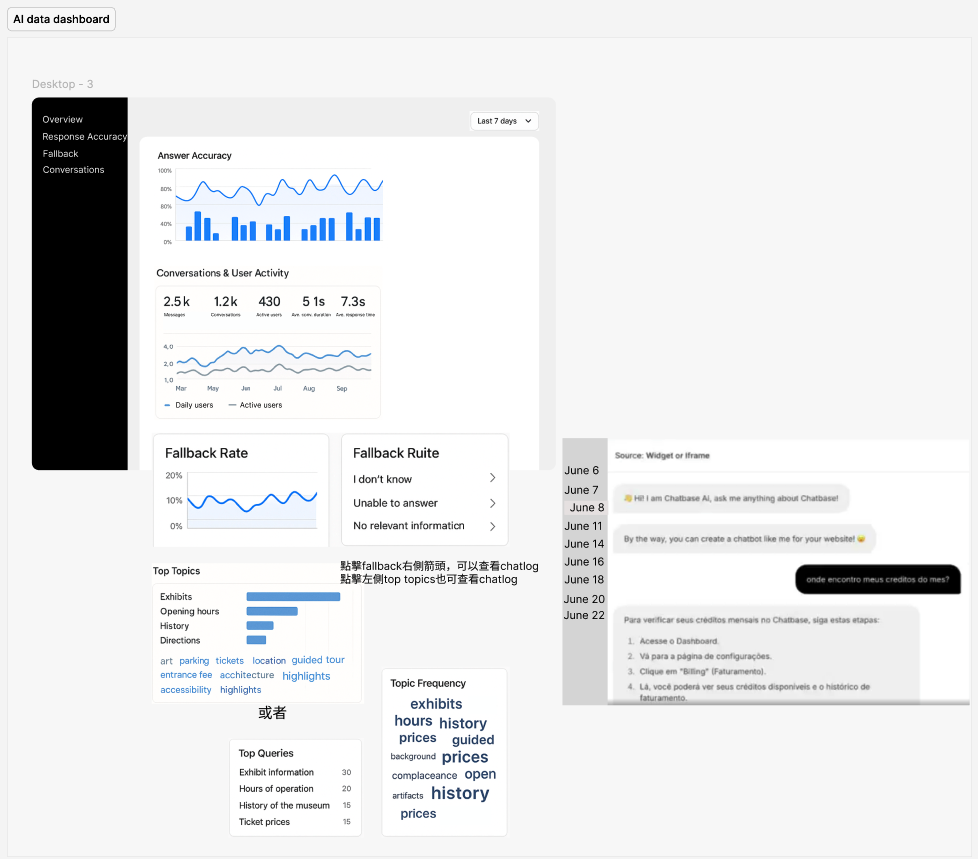 AI data dashboard
Desktop - 3
Overview
Response Accuracy
Fallback
Conversations
Last 7 days
Answer Accuracy
100%
80%
80%
40%
0%
Conversations & User Activity
2.5k
1.2k
430
5 1s
7.3s
Messages
Conversations
Active users
Avr. conv. duration
Avr. response time
4,0
2,0
1,0
Mar
May
Jun
Jul
Aug
Sep
Daily users
Active users
Fallback Rate
20%
10%
0%
Fallback Ruite
I don't know
Unable to answer
No relevant information
點擊fallback右側箭頭，可以查看chatlog
點擊左側top topics也可查看chatlog
Top Topics
Exhibits
Opening hours
History
Directions
art parking tickets location guided tour
entrance fee acchitecture highlights
accessibility highlights
或者
Top Queries
Exhibit information 30
Hours of operation 20
History of the museum 15
Ticket prices 15
Topic Frequency
exhibits
hours history
prices guided
background prices
complaceance open
artifacts history
prices
June 6
June 7
June 8
June 11
June 14
June 16
June 18
June 20
June 22
Source: Widget or Iframe
👋 Hi! I am Chatbase AI, ask me anything about Chatbase!
By the way, you can create a chatbot like me for your website! 😄
onde encontro meus creditos do mes?
Para verificar seus créditos mensais no Chatbase, siga estas etapas:
1. Acesse o Dashboard.
2. Vá para a página de configurações.
3. Clique em "Billing" (Faturamento).
4. Lá, você poderá ver seus créditos disponíveis e o histórico de
faturamento.